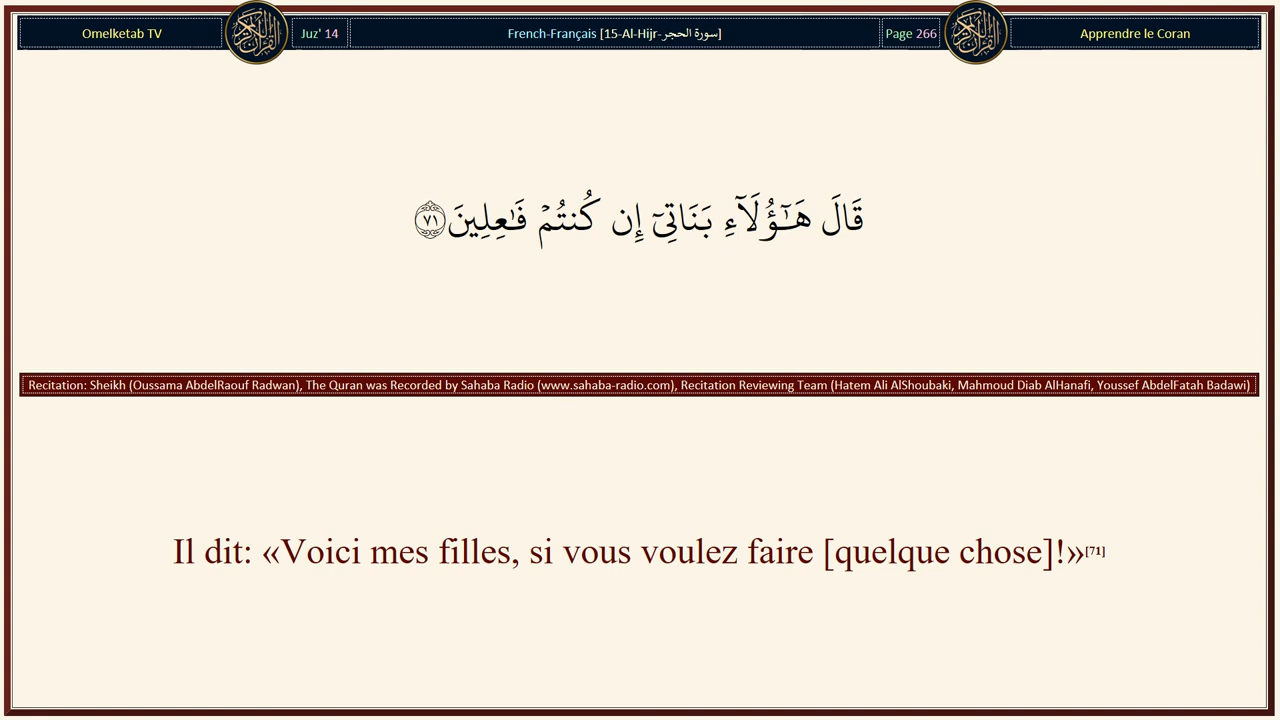 Omelketab TV
Juz' 14
French-Français [15-Al-Hijr-سورة الحجر]
Page 266
Apprendre le Coran
قَالَ هَـٰٓؤُلَآءِ بَنَاتِىٓ إِن كُنتُمْ فَـٰعِلِينَ ٧١
Recitation: Sheikh (Oussama AbdelRaouf Radwan), The Quran was Recorded by Sahaba Radio (www.sahaba-radio.com), Recitation Reviewing Team (Hatem Ali AlShoubaki, Mahmoud Diab AlHanafi, Youssef AbdelFatah Badawi)
Il dit: «Voici mes filles, si vous voulez faire [quelque chose]!»[71]